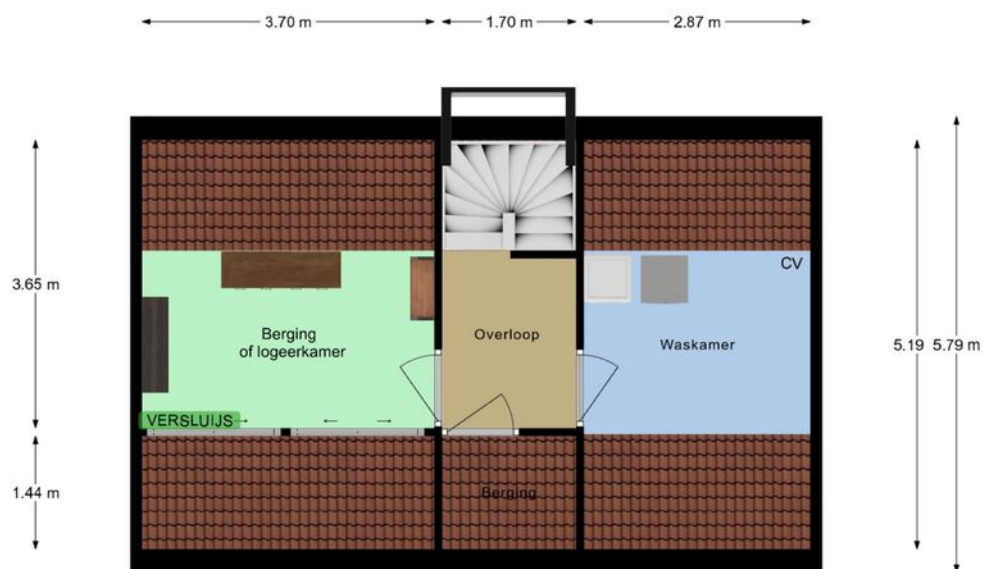 3.70 m
1.70 m
2.87 m
3.65 m
Berging
of logeerkamer
Overloop
CV
Waskamer
5.19
5.79 m
VERSLUIJS
1.44 m
Berging